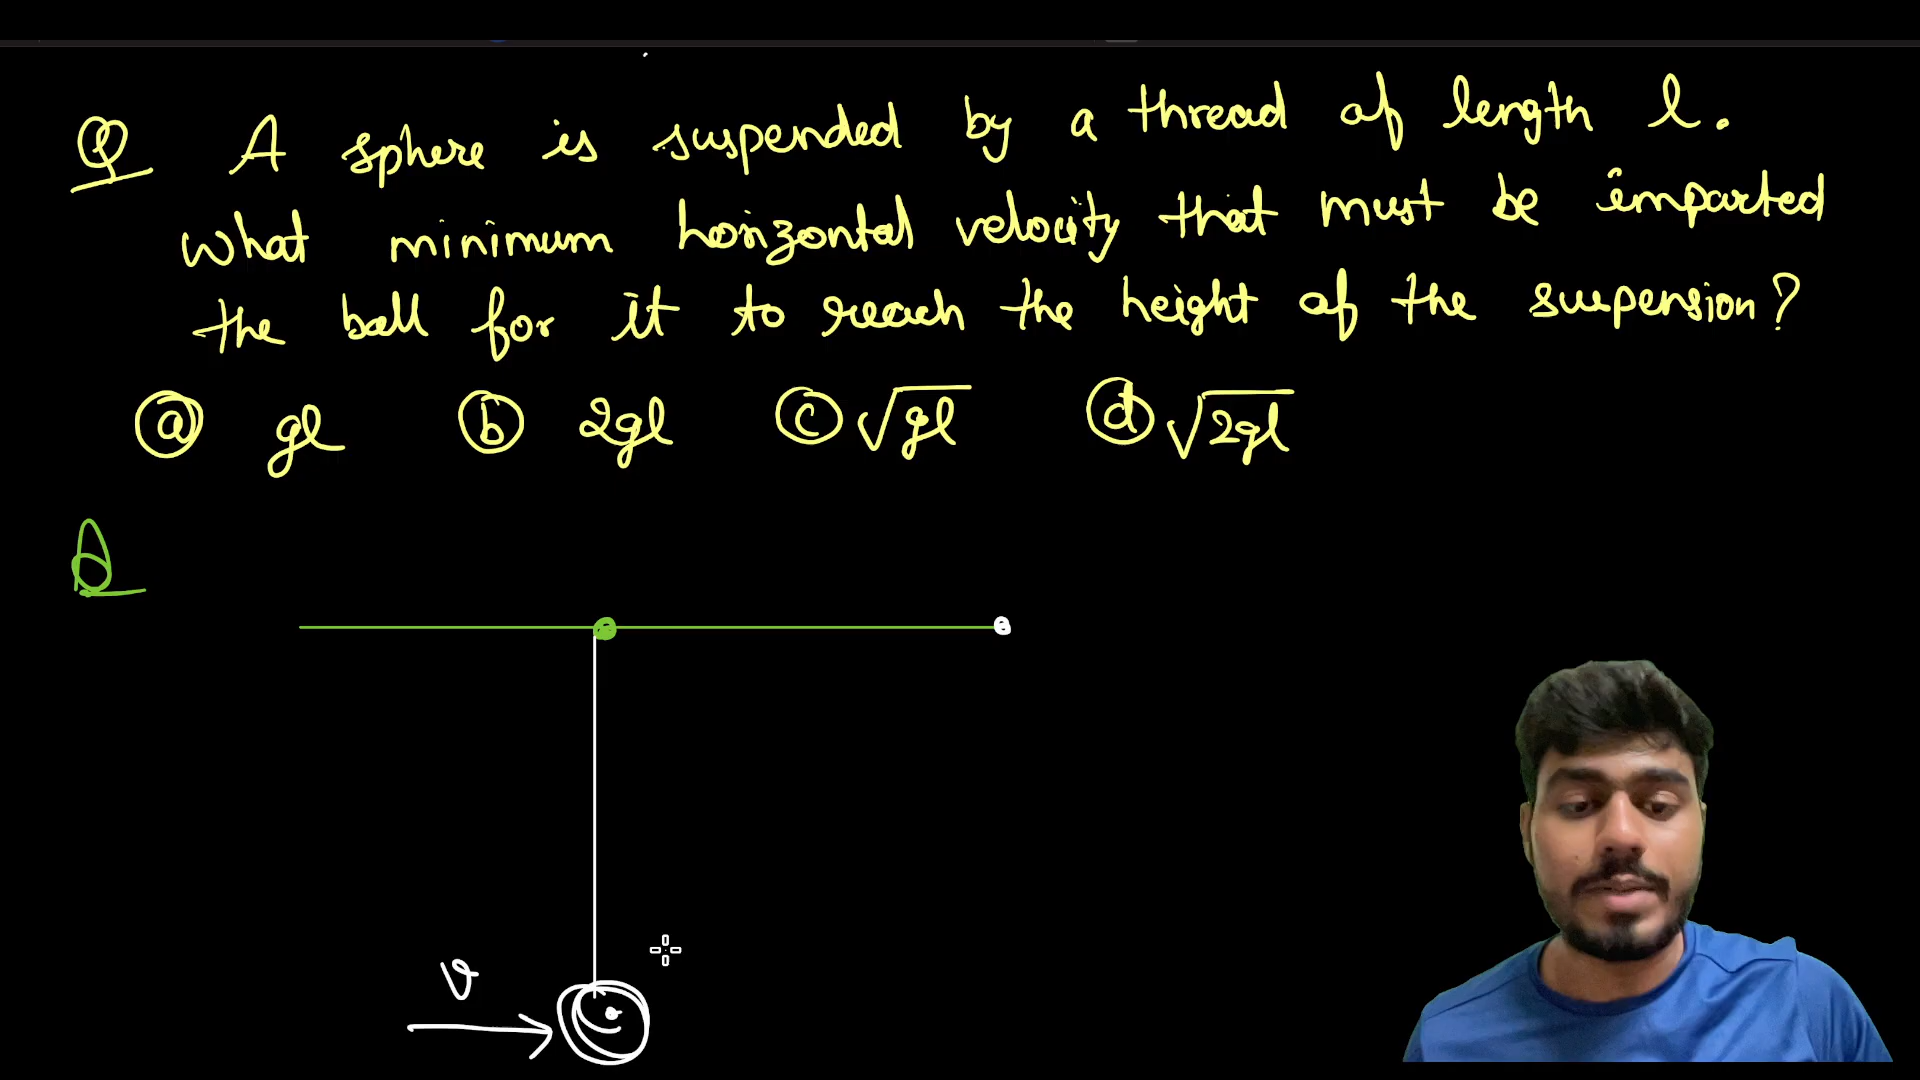 Q A sphere is suspended by a thread of length l.
What minimum horizontal velocity that must be imparted
the ball for it to reach the height of the suspension?
(a) gl (b) 2gl (c) √gl (d) √2gl
v